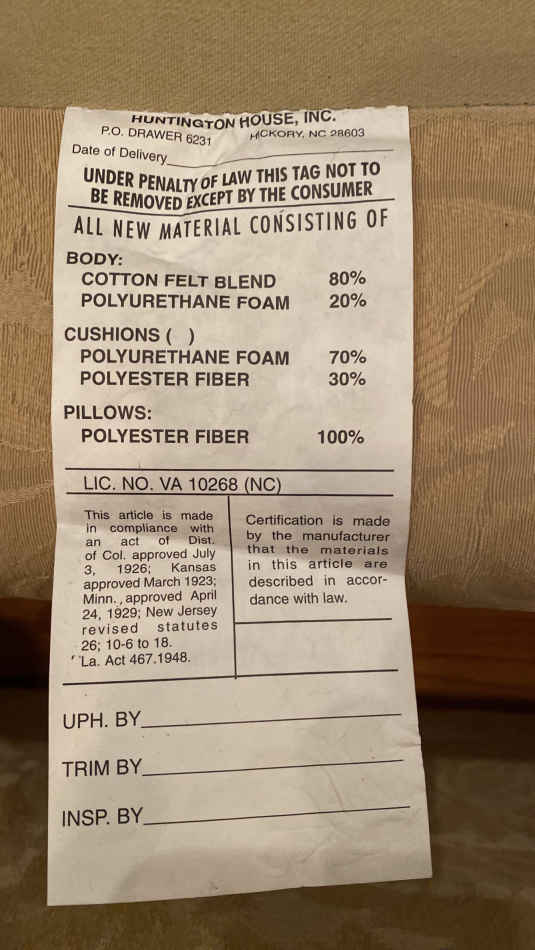 HUNTINGTON HOUSE, INC.
P.O. DRAWER 6231 HICKORY, NC 28603
Date of Delivery
UNDER PENALTY OF LAW THIS TAG NOT TO
BE REMOVED EXCEPT BY THE CONSUMER
ALL NEW MATERIAL CONSISTING OF
BODY:
COTTON FELT BLEND 80%
POLYURETHANE FOAM 20%
CUSHIONS ( )
POLYURETHANE FOAM 70%
POLYESTER FIBER 30%
PILLOWS:
POLYESTER FIBER 100%
LIC. NO. VA 10268 (NC)
This article is made
in compliance with
an act of Dist.
of Col. approved July
3, 1926; Kansas
approved March 1923;
Minn., approved April
24, 1929; New Jersey
revised statutes
26; 10-6 to 18.
La. Act 467.1948.
Certification is made
by the manufacturer
that the materials
in this article are
described in accor-
dance with law.
UPH. BY
TRIM BY
INSP. BY